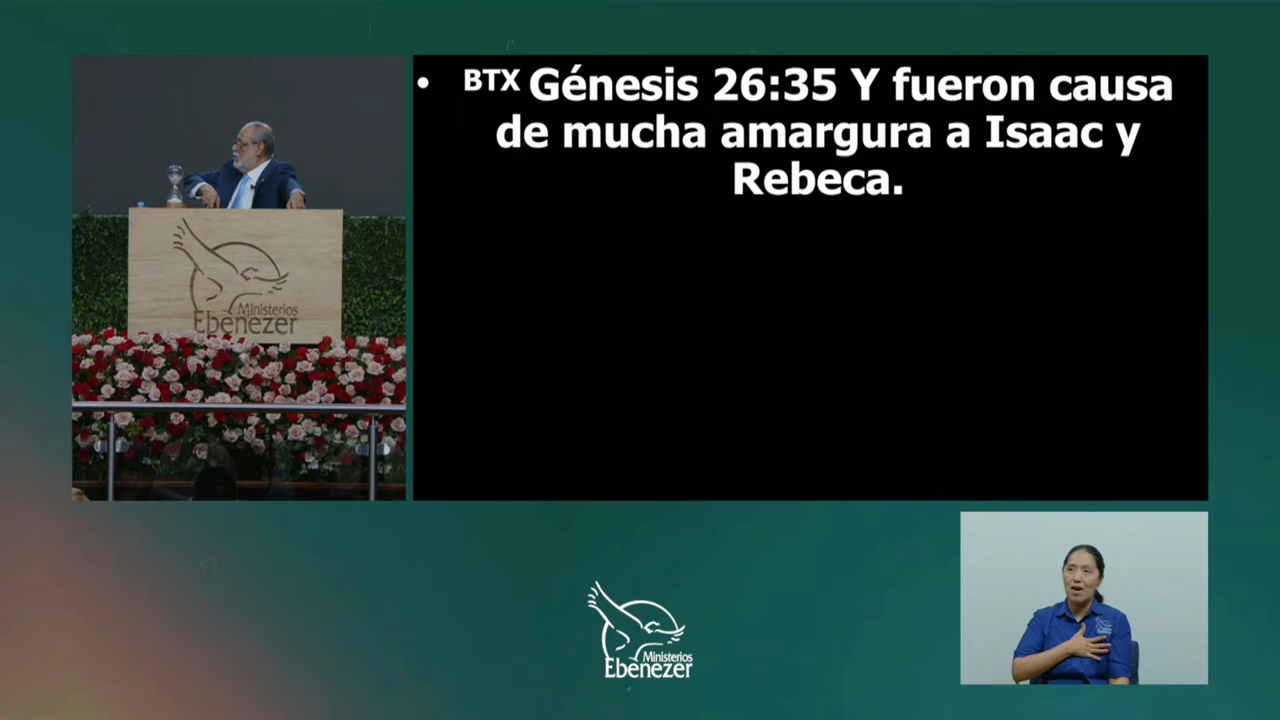 • BTX Génesis 26:35 Y fueron causa
de mucha amargura a Isaac y
Rebeca.
Ministerios
Ebenezer
Ministerios
Ebenezer